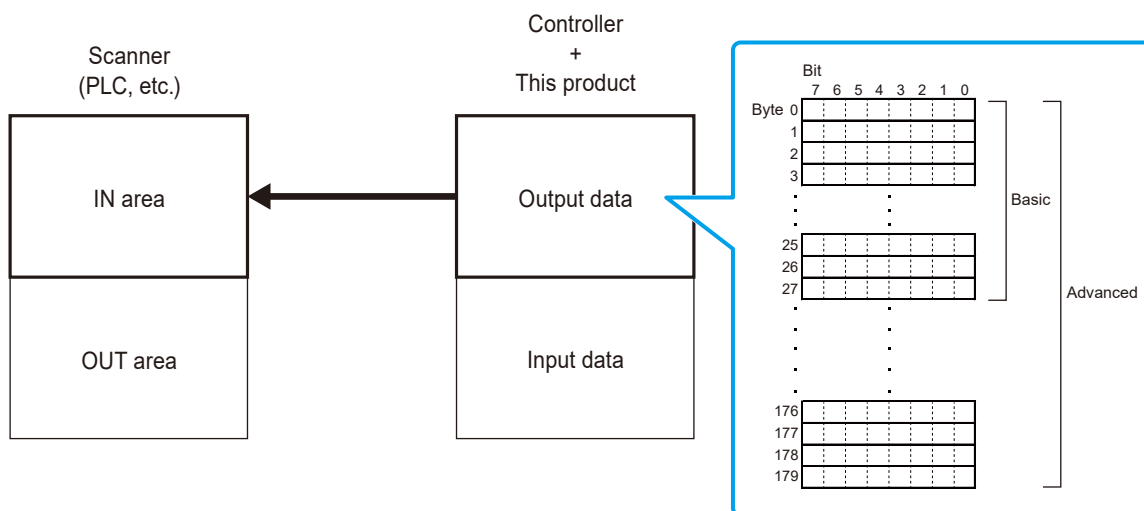 Scanner
(PLC, etc.)
IN area
OUT area
Controller
+
This product
Output data
Input data
Bit
7 6 5 4 3 2 1 0
Byte 0
1
2
3
25
26
27
176
177
178
179
Basic
Advanced